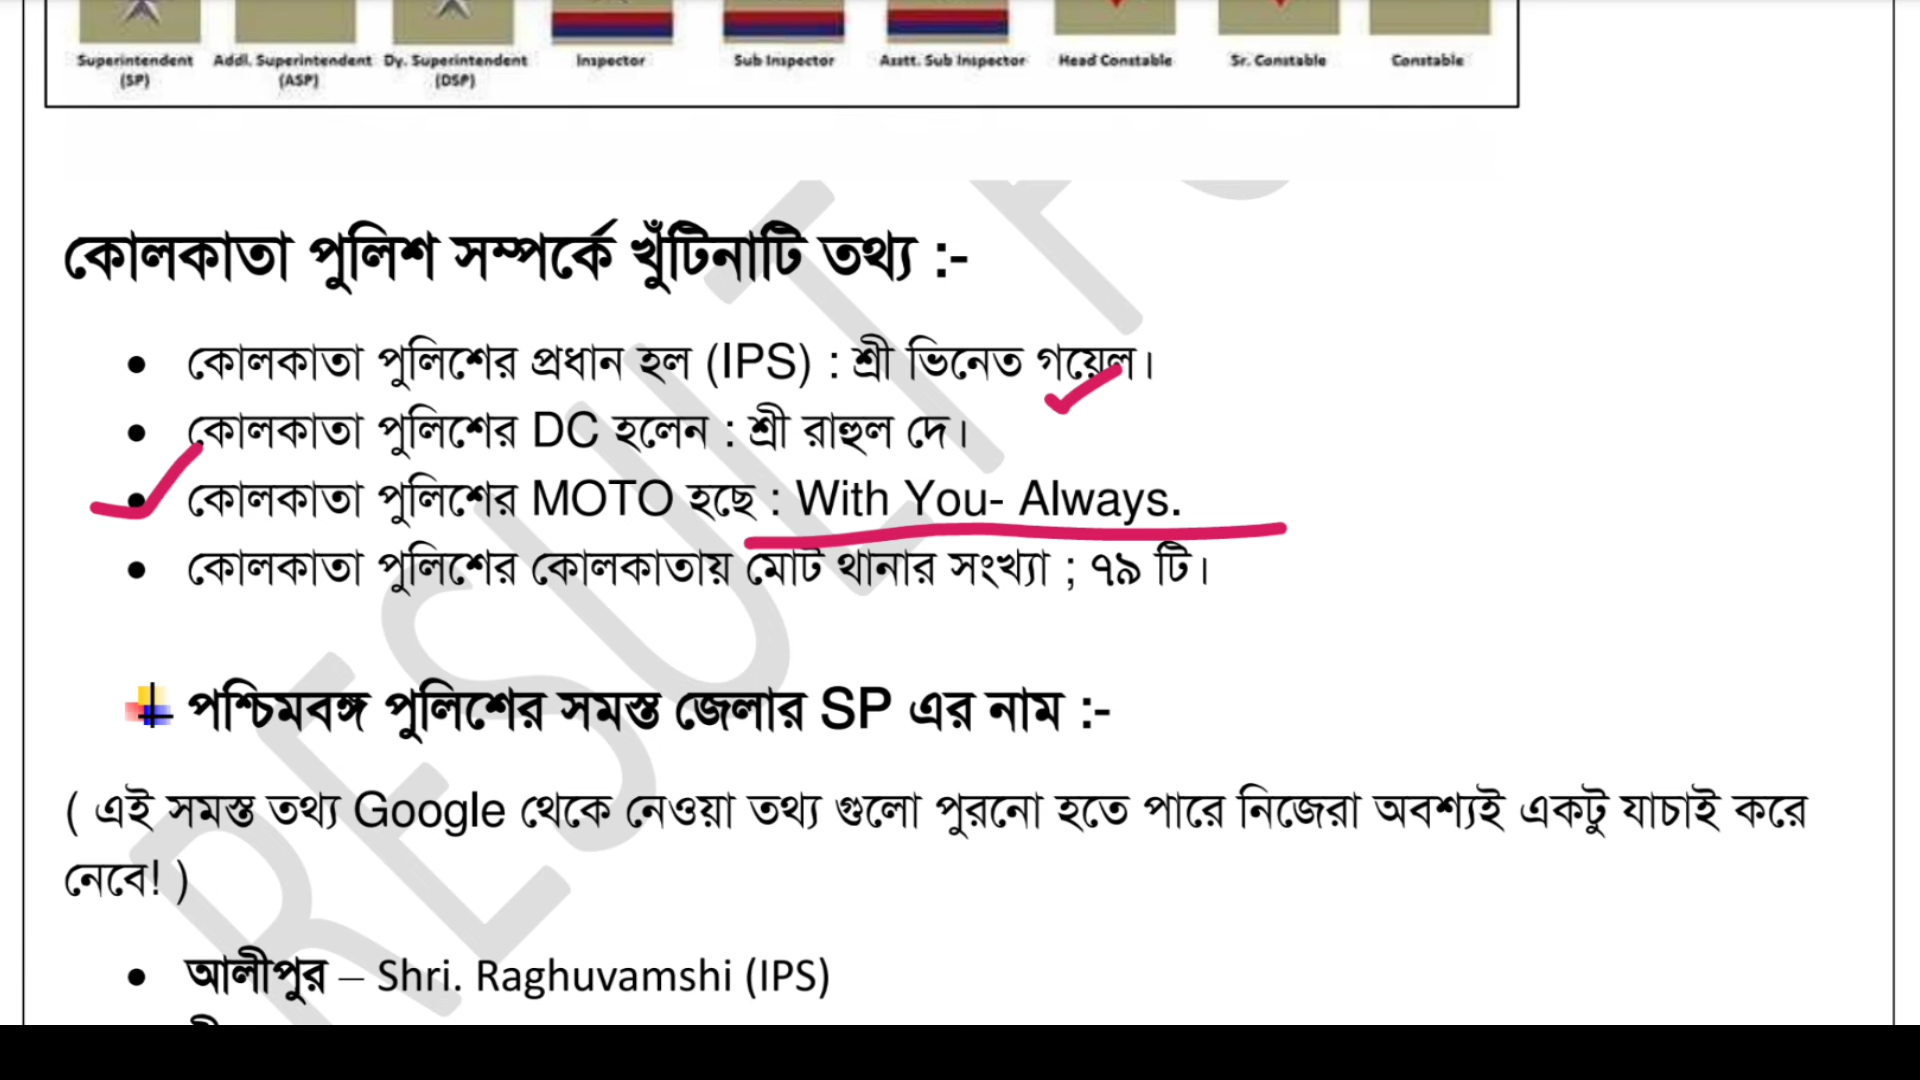 Superintendent Addl. Superintendent Dy. Superintendent Inspector Sub Inspector Asstt. Sub Inspector Head Constable Sr. Constable Constable
(SP) (ASP) (DSP)
কোলকাতা পুলিশ সম্পর্কে খুঁটিনাটি তথ্য :-
• কোলকাতা পুলিশের প্রধান হল (IPS) : শ্রী ভিনেত গয়েল।
• কোলকাতা পুলিশের DC হলেন : শ্রী রাহুল দে।
• কোলকাতা পুলিশের MOTO হছে : With You- Always.
• কোলকাতা পুলিশের কোলকাতায় মোট থানার সংখ্যা ; ৭৯ টি।
পশ্চিমবঙ্গ পুলিশের সমস্ত জেলার SP এর নাম :-
( এই সমস্ত তথ্য Google থেকে নেওয়া তথ্য গুলো পুরনো হতে পারে নিজেরা অবশ্যই একটু যাচাই করে
নেবে! )
• আলীপুর – Shri. Raghuvamshi (IPS)
RESULT